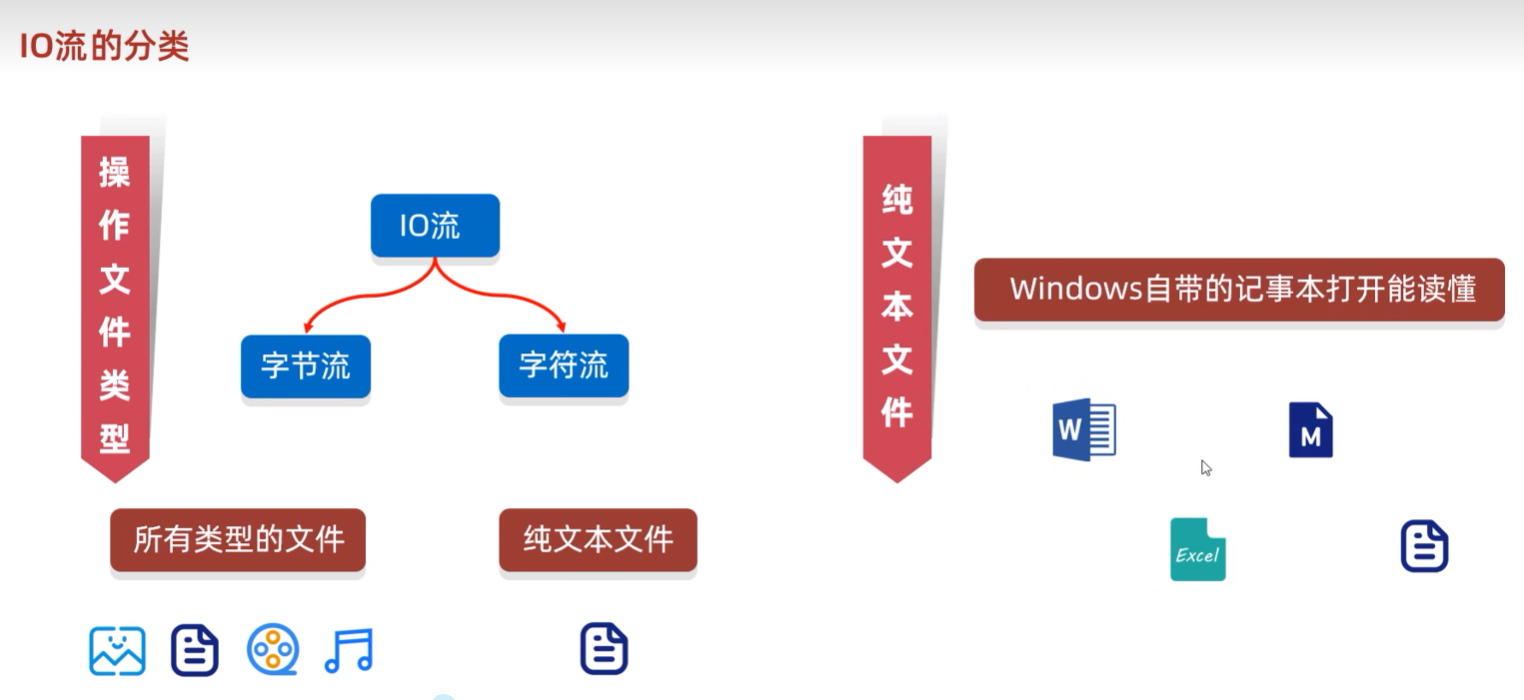 IO流的分类
操作文件类型
IO流
字节流
字符流
所有类型的文件
纯文本文件
纯文本文件
Windows自带的记事本打开能读懂
W
M
Excel